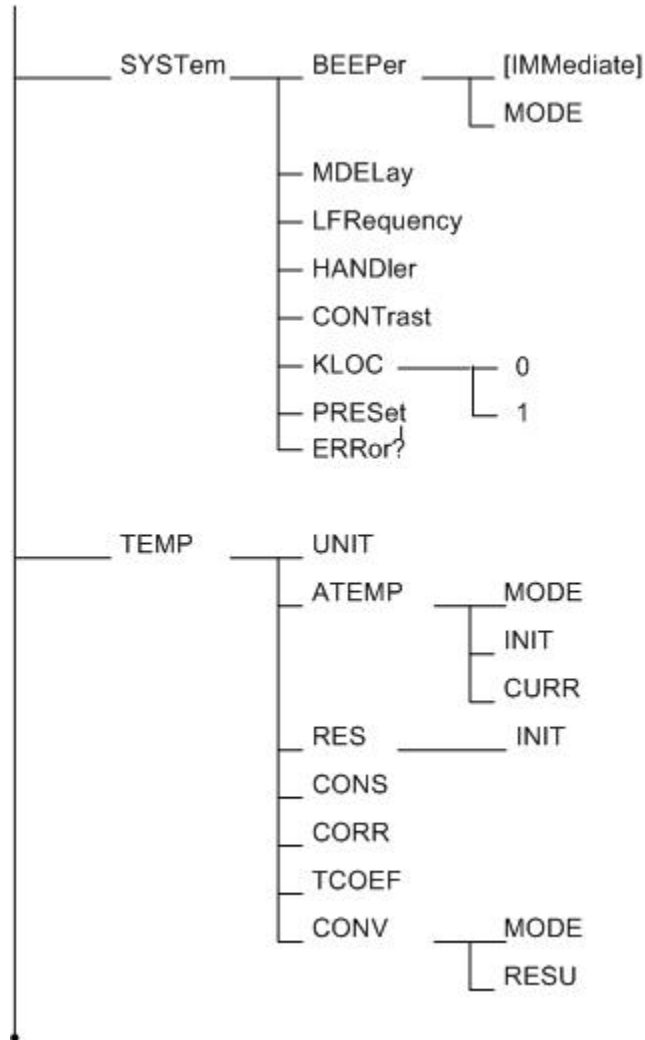 SYSTem BEEPer [IMMediate]
MODE
MDELay
LFRequency
HANDler
CONTrast
KLOC 0
PRESet 1
ERRor?
TEMP UNIT
ATEMP MODE
INIT
CURR
RES INIT
CONS
CORR
TCOEF
CONV MODE
RESU